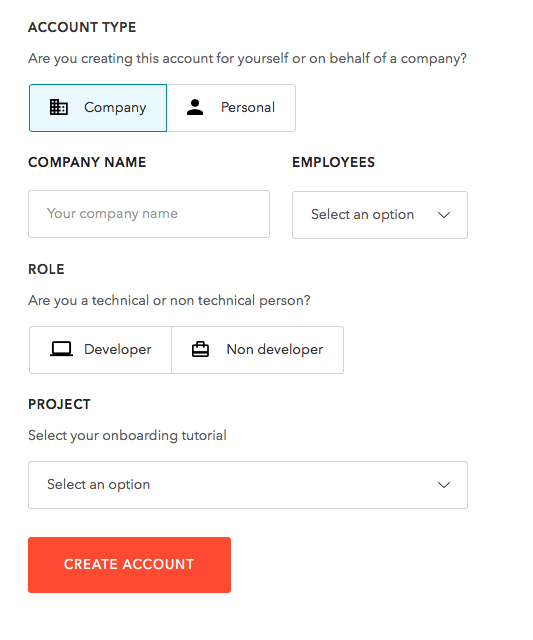 ACCOUNT TYPE
Are you creating this account for yourself or on behalf of a company?
Company Personal
COMPANY NAME EMPLOYEES
Your company name Select an option
ROLE
Are you a technical or non technical person?
Developer Non developer
PROJECT
Select your onboarding tutorial
Select an option
CREATE ACCOUNT